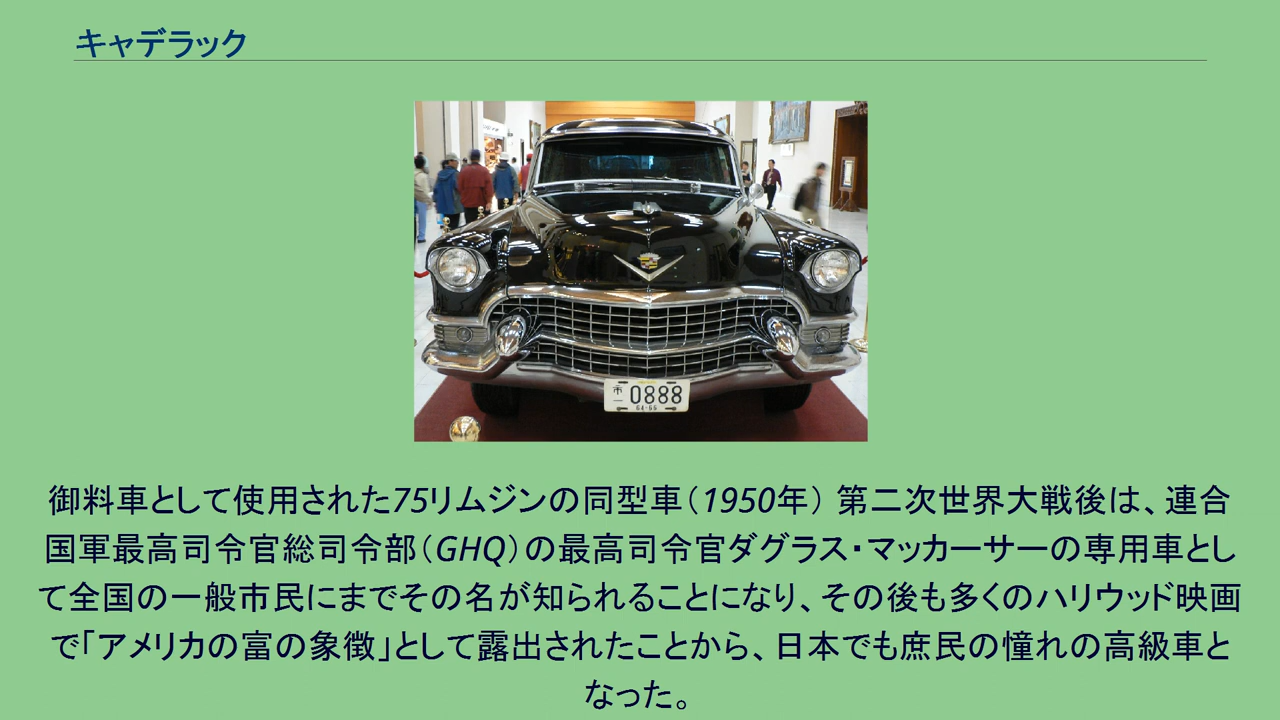 キャデラック
市
一
0888
64-65
御料車として使用された75リムジンの同型車（1950年） 第二次世界大戦後は、連合
国軍最高司令官総司令部（GHQ）の最高司令官ダグラス・マッカーサーの専用車とし
て全国の一般市民にまでその名が知られることになり、その後も多くのハリウッド映画
で「アメリカの富の象徴」として露出されたことから、日本でも庶民の憧れの高級車と
なった。